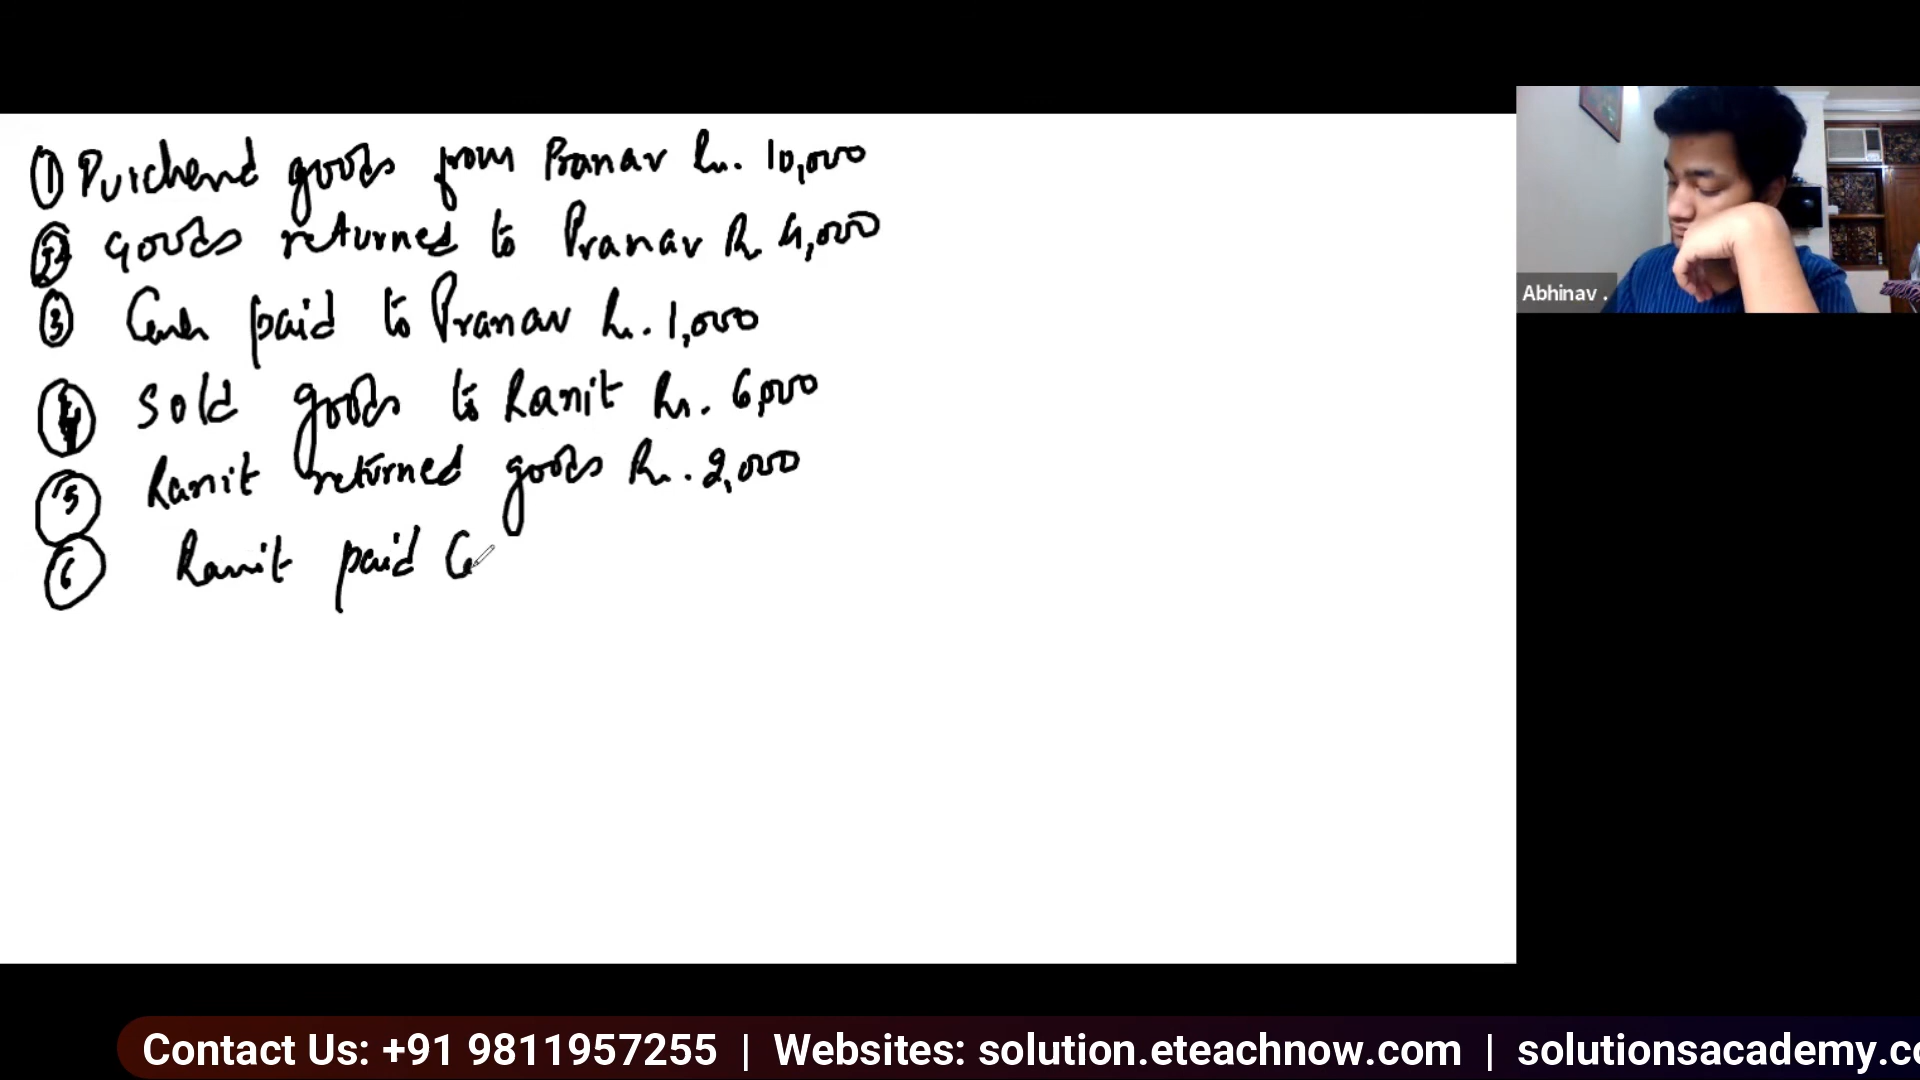 ① Purchased goods from Pranav Rs. 10,000
② Goods returned to Pranav Rs 4,000
③ Cash paid to Pranav Rs. 1,000
④ Sold goods to Ranit Rs. 6,000
⑤ Ranit returned goods Rs. 2,000
⑥ Ranit paid Ca
Abhinav .
Contact Us: +91 9811957255 | Websites: solution.eteachnow.com | solutionsacademy.co